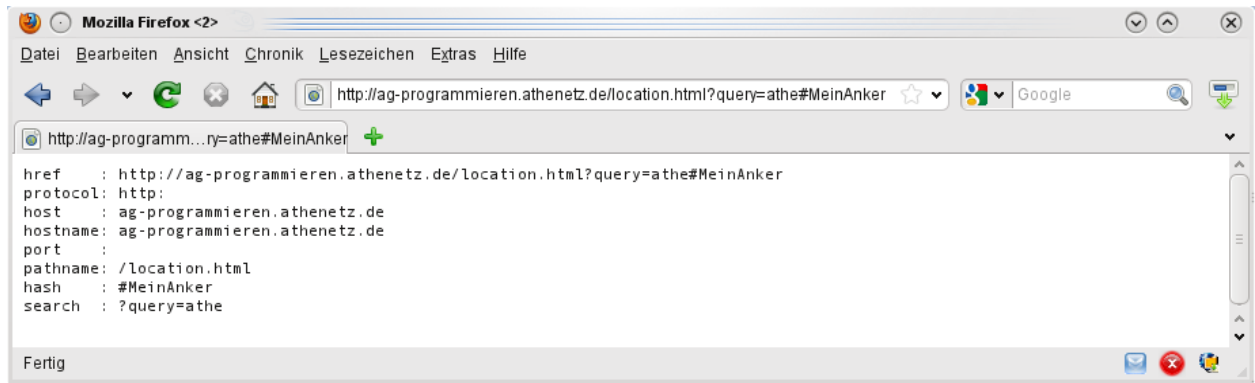 Mozilla Firefox <2>
Datei Bearbeiten Ansicht Chronik Lesezeichen Extras Hilfe
http://ag-programmieren.athenetz.de/location.html?query=athe#MeinAnker Google
http://ag-programm...ry=athe#MeinAnker
href : http://ag-programmieren.athenetz.de/location.html?query=athe#MeinAnker
protocol: http:
host : ag-programmieren.athenetz.de
hostname: ag-programmieren.athenetz.de
port :
pathname: /location.html
hash : #MeinAnker
search : ?query=athe
Fertig